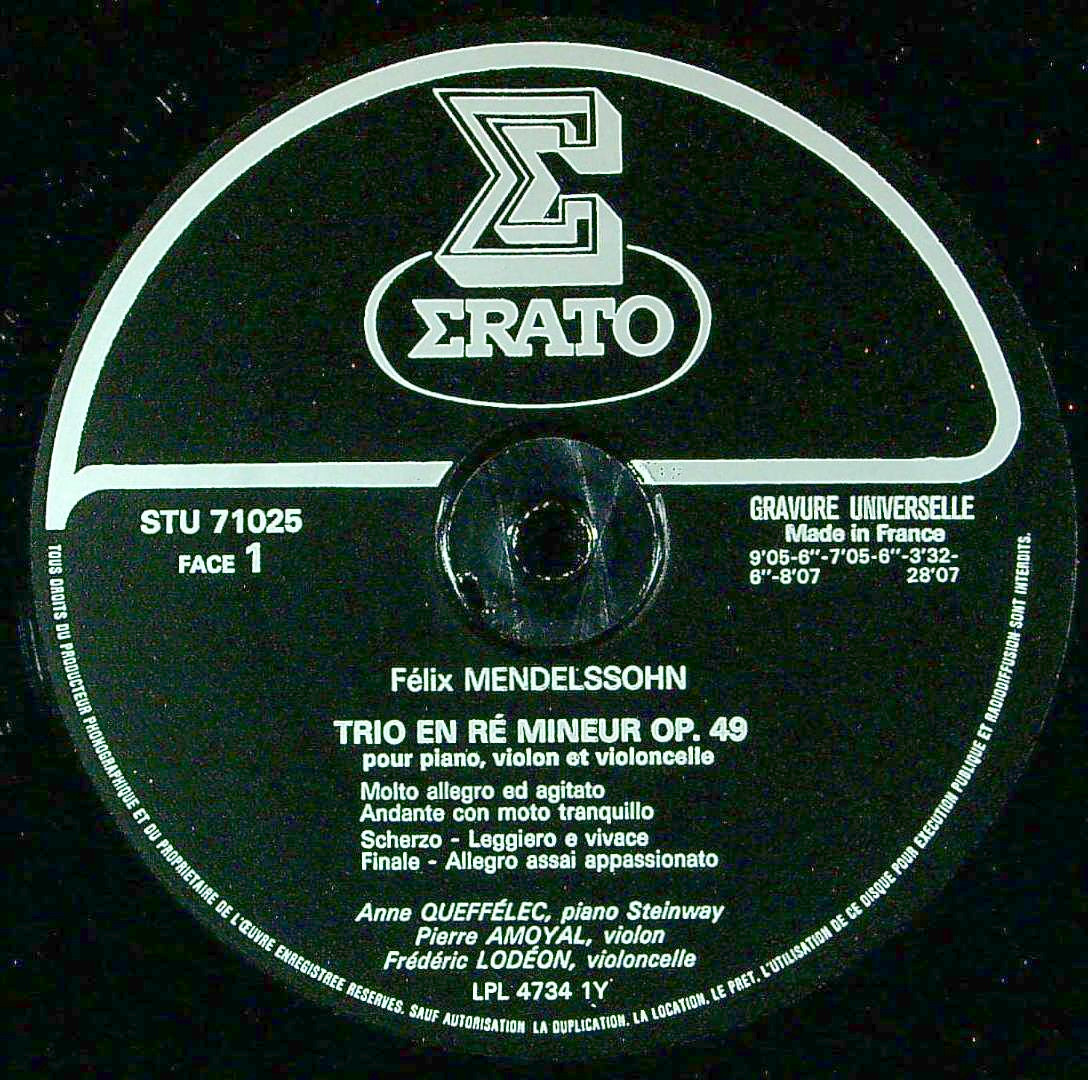 Σ
ΣRATO
STU 71025
FACE 1
GRAVURE UNIVERSELLE
Made in France
9'05-6"-7'05-6"-3'32-
6"-8'07 28'07
Félix MENDELSSOHN
TRIO EN RÉ MINEUR OP. 49
pour piano, violon et violoncelle
Molto allegro ed agitato
Andante con moto tranquillo
Scherzo - Leggiero e vivace
Finale - Allegro assai appassionato
Anne QUEFFÉLEC, piano Steinway
Pierre AMOYAL, violon
Frédéric LODÉON, violoncelle
LPL 4734 1Y
TOUS DROITS DU PRODUCTEUR PHONOGRAPHIQUE ET DU PROPRIETAIRE DE L'ŒUVRE ENREGISTREE RESERVES. SAUF AUTORISATION LA DUPLICATION, LA LOCATION, LE PRET, L'UTILISATION DE CE DISQUE POUR EXECUTION PUBLIQUE ET RADIODIFFUSION SONT INTERDITS.